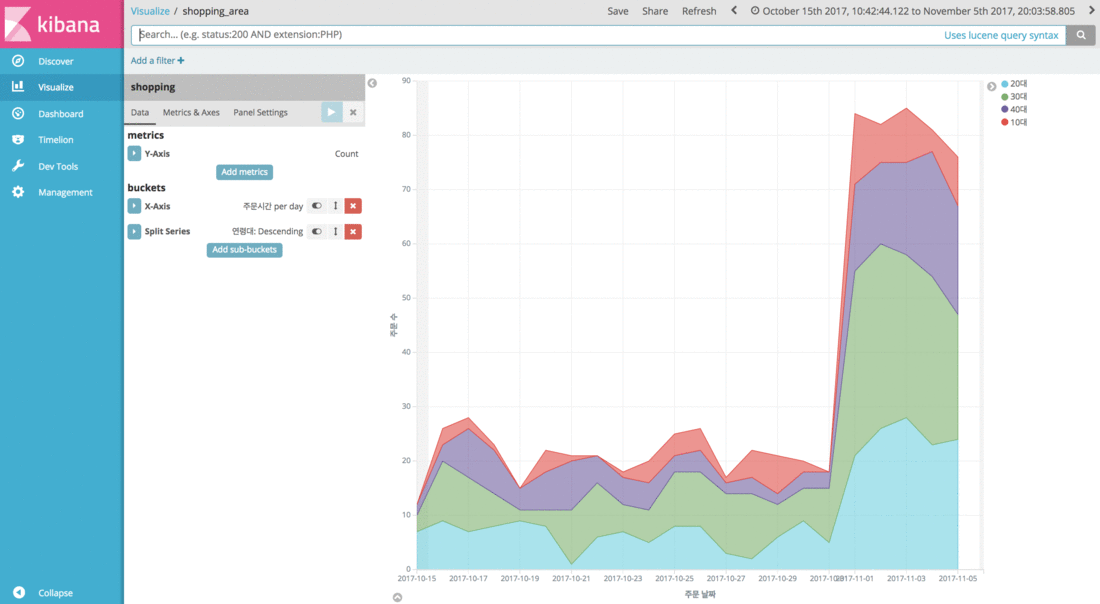 kibana
Discover
Visualize
Dashboard
Timelion
Dev Tools
Management
Collapse
Visualize / shopping_area
Save Share Refresh October 15th 2017, 10:42:44.122 to November 5th 2017, 20:03:58.805
Search... (e.g. status:200 AND extension:PHP) Uses lucene query syntax
Add a filter +
shopping
Data Metrics & Axes Panel Settings
metrics
Y-Axis Count
Add metrics
buckets
X-Axis 주문시간 per day
Split Series 연령대: Descending
Add sub-buckets
90
80
70
60
50
40
30
20
10
0
주문 수
2017-10-15 2017-10-17 2017-10-19 2017-10-21 2017-10-23 2017-10-25 2017-10-27 2017-10-29 2017-11-01 2017-11-03 2017-11-05
주문 날짜
20대
30대
40대
10대